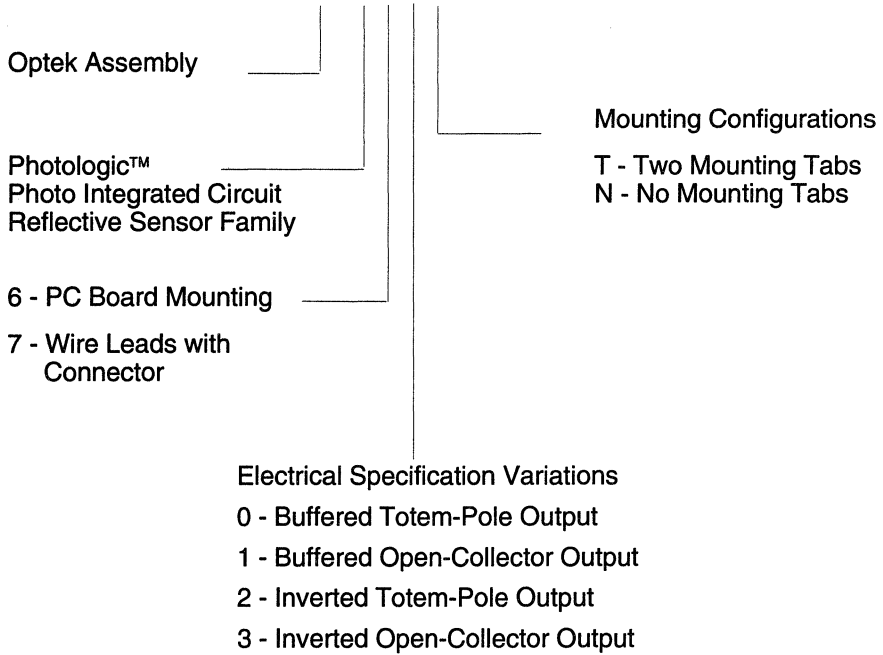 Optek Assembly
Mounting Configurations
T - Two Mounting Tabs
N - No Mounting Tabs
Photologic™
Photo Integrated Circuit
Reflective Sensor Family
6 - PC Board Mounting
7 - Wire Leads with
Connector
Electrical Specification Variations
0 - Buffered Totem-Pole Output
1 - Buffered Open-Collector Output
2 - Inverted Totem-Pole Output
3 - Inverted Open-Collector Output